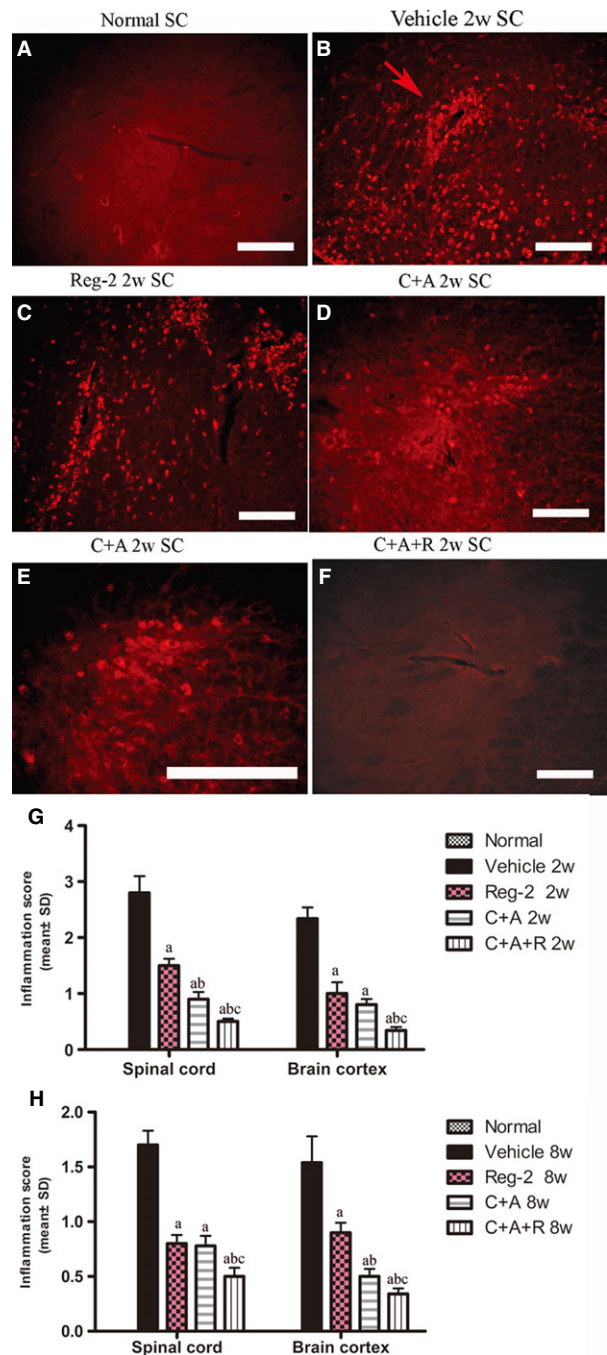 Normal SC
Vehicle 2w SC
A
B
Reg-2 2w SC
C+A 2w SC
C
D
C+A 2w SC
C+A+R 2w SC
E
F
G
4
3
2
1
0
Inflammation score
(mean± SD)
a
ab
abc
a
a
abc
Spinal cord
Brain cortex
Normal
Vehicle 2w
Reg-2 2w
C+A 2w
C+A+R 2w
H
2.0
1.5
1.0
0.5
0.0
Inflammation score
(mean± SD)
a
a
abc
a
ab
abc
Spinal cord
Brain cortex
Normal
Vehicle 8w
Reg-2 8w
C+A 8w
C+A+R 8w